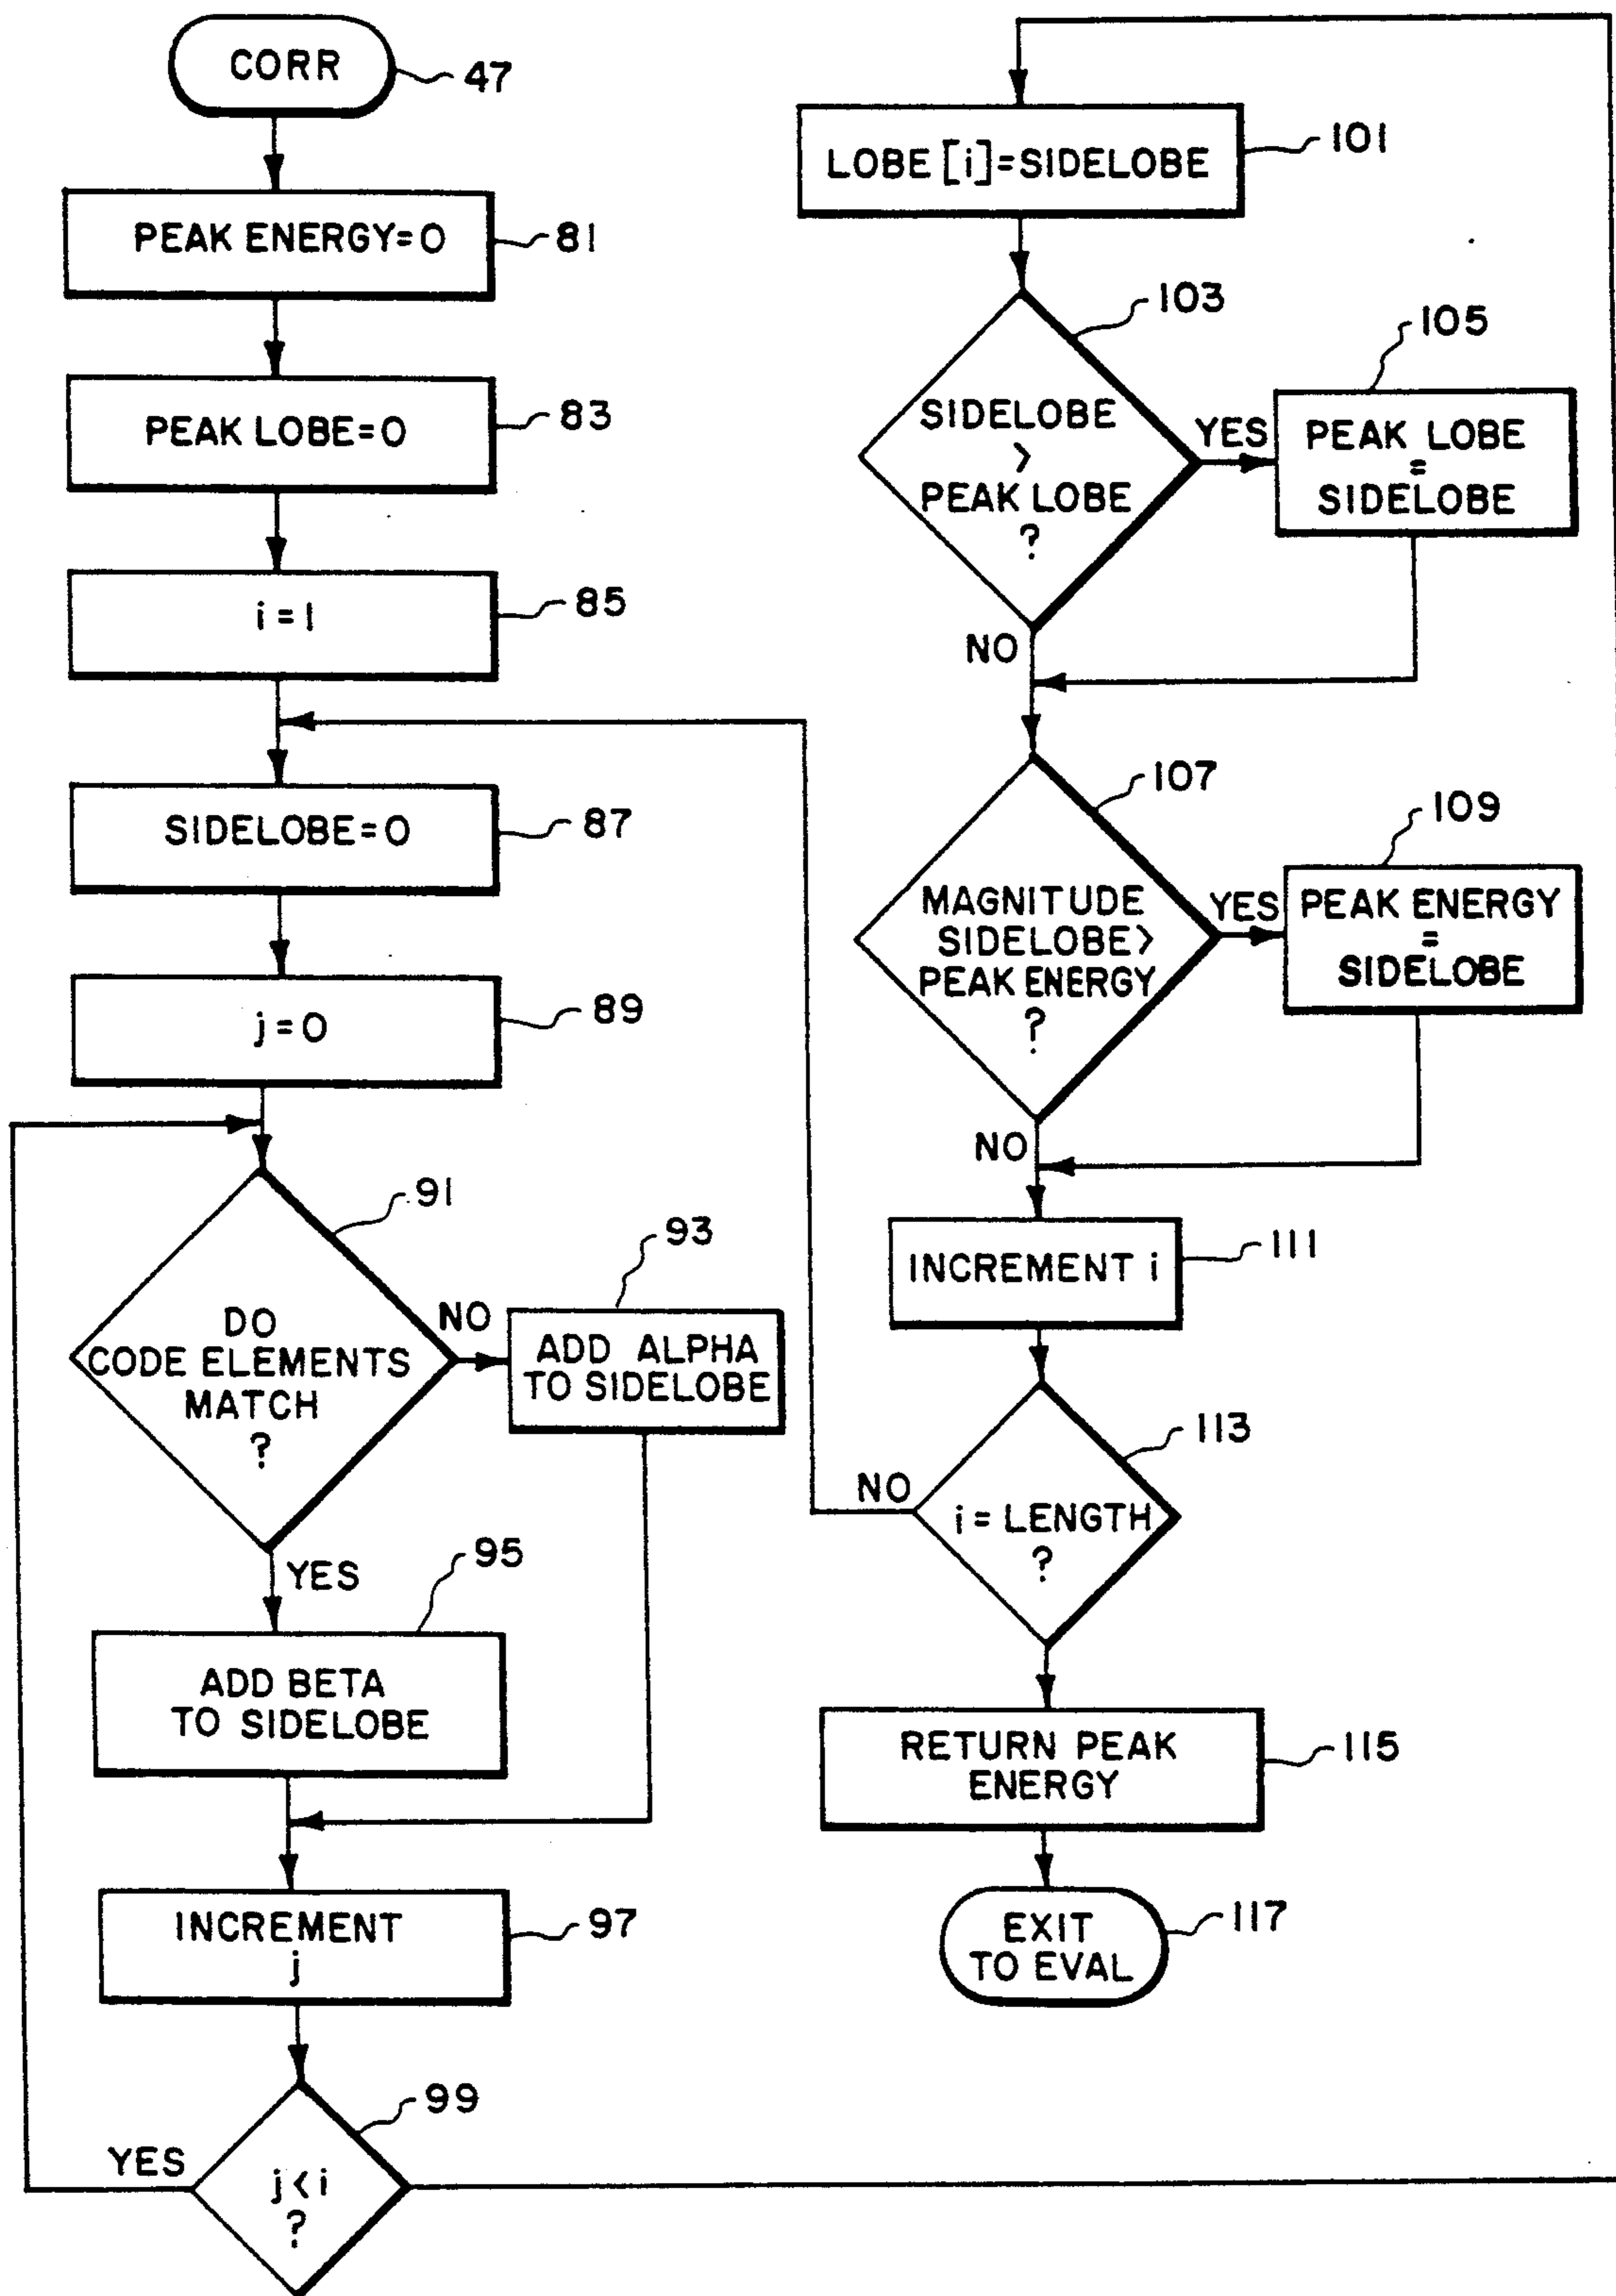 CORR
47
PEAK ENERGY=0
81
PEAK LOBE=0
83
i=1
85
SIDELOBE=0
87
j=0
89
91
DO
CODE ELEMENTS
MATCH
?
NO
93
ADD ALPHA
TO SIDELOBE
YES
95
ADD BETA
TO SIDELOBE
INCREMENT
j
97
99
YES
j<i
?
LOBE [i]=SIDELOBE
101
103
SIDELOBE
>
PEAK LOBE
?
YES
105
PEAK LOBE
=
SIDELOBE
NO
107
MAGNITUDE
SIDELOBE>
PEAK ENERGY
?
YES
109
PEAK ENERGY
=
SIDELOBE
NO
INCREMENT i
111
113
NO
i = LENGTH
?
RETURN PEAK
ENERGY
115
EXIT
TO EVAL
117